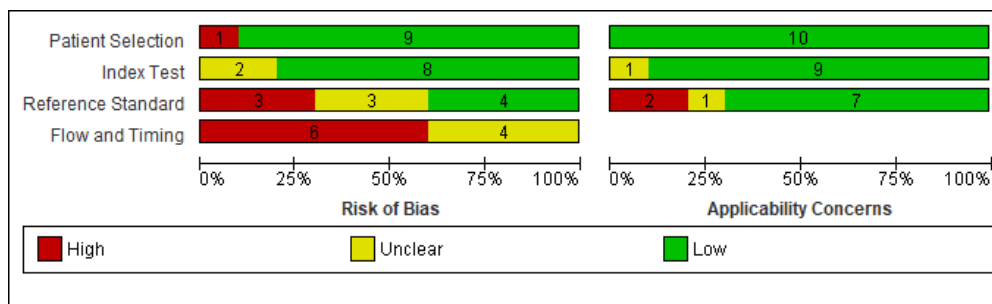 Patient Selection 1 9 10
Index Test 2 8 1 9
Reference Standard 3 3 4 2 1 7
Flow and Timing 6 4
0% 25% 50% 75% 100% 0% 25% 50% 75% 100%
Risk of Bias Applicability Concerns
High Unclear Low